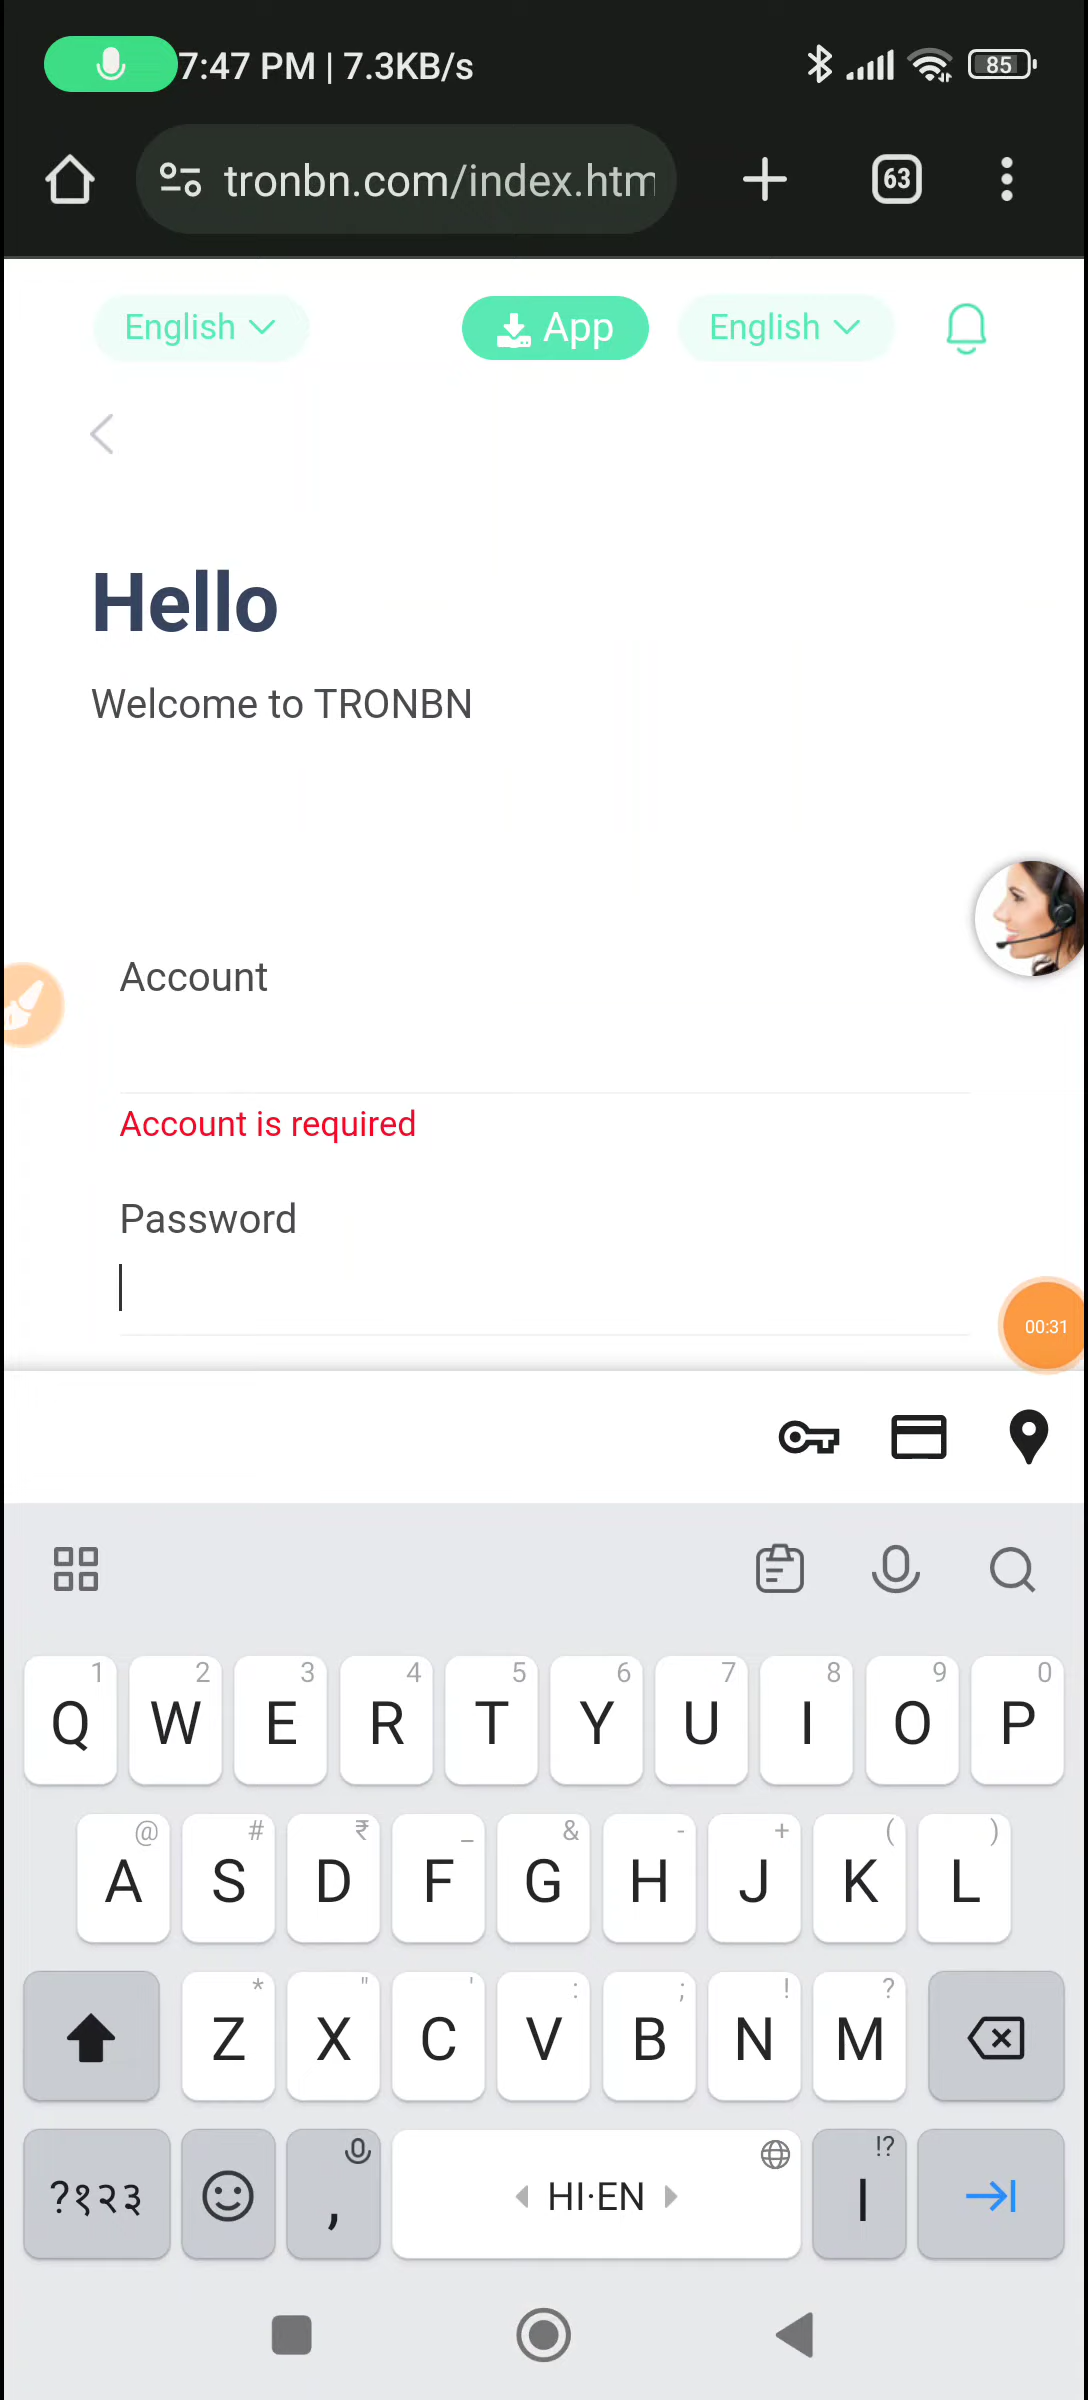 7:47 PM | 7.3KB/s
85
tronbn.com/index.htm
63
English
App
English
Hello
Welcome to TRONBN
Account
Account is required
Password
00:31
1 2 3 4 5 6 7 8 9 0
Q W E R T Y U I O P
@ # ₹ _ & - + ( )
A S D F G H J K L
* " ' : ; ! ?
Z X C V B N M
!?
?१२३ , HI·EN |